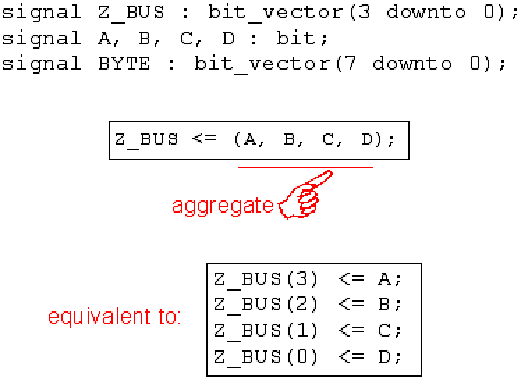 signal Z_BUS : bit_vector(3 downto 0);
signal A, B, C, D : bit;
signal BYTE : bit_vector(7 downto 0);
Z_BUS <= (A, B, C, D);
aggregate
equivalent to:
Z_BUS(3) <= A;
Z_BUS(2) <= B;
Z_BUS(1) <= C;
Z_BUS(0) <= D;